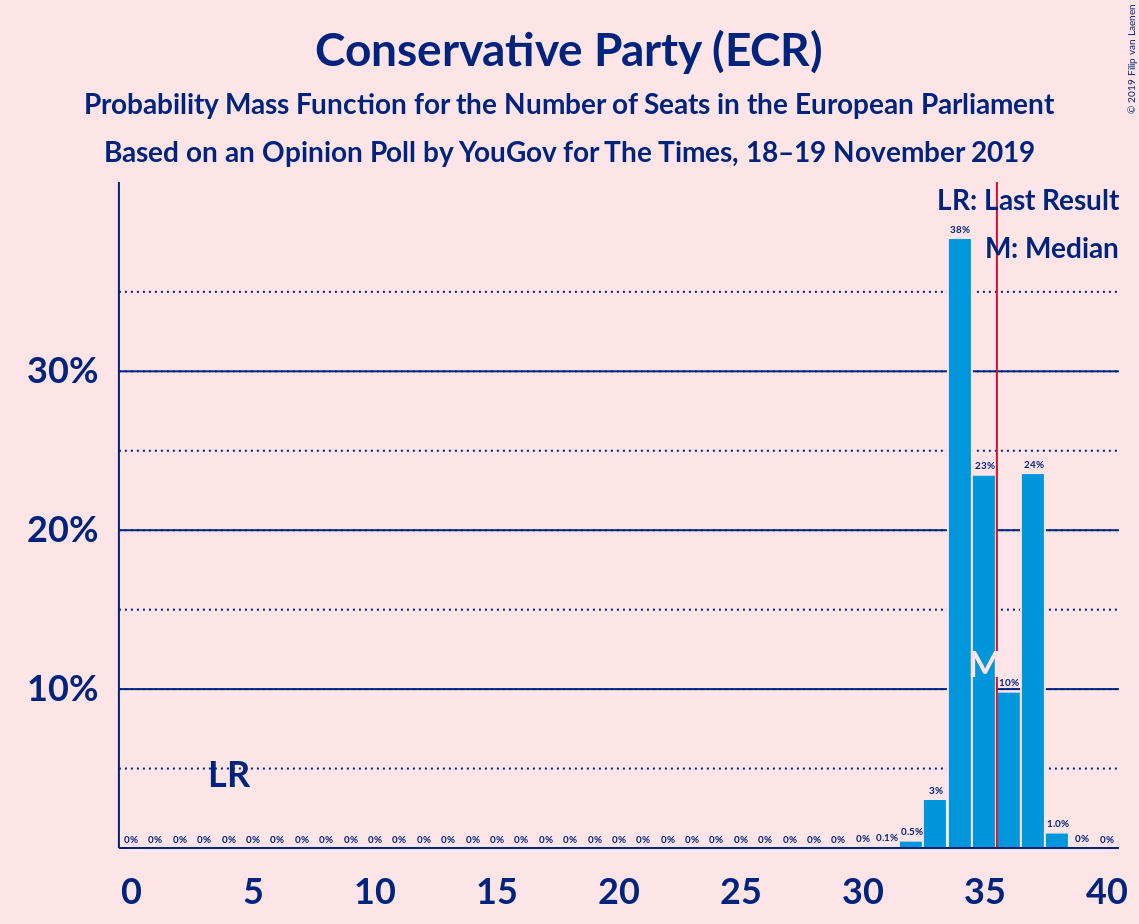 Conservative Party (ECR)
Probability Mass Function for the Number of Seats in the European Parliament
Based on an Opinion Poll by YouGov for The Times, 18–19 November 2019
© 2019 Filip van Laenen
LR: Last Result
M: Median
38%
30%
23% 24%
20%
M
10%
10%
LR
0% 0% 0% 0% 0% 0% 0% 0% 0% 0% 0% 0% 0% 0% 0% 0% 0% 0% 0% 0% 0% 0% 0% 0% 0% 0% 0% 0% 0% 0% 0% 0.1% 0.5% 3% 1.0% 0% 0%
0 5 10 15 20 25 30 35 40